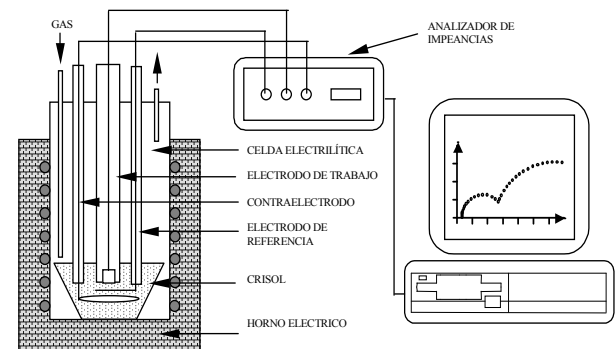 GAS
ANALIZADOR DE
IMPEANCIAS
CELDA ELECTRILÍTICA
ELECTRODO DE TRABAJO
CONTRAELECTRODO
ELECTRODO DE
REFERENCIA
CRISOL
HORNO ELECTRICO